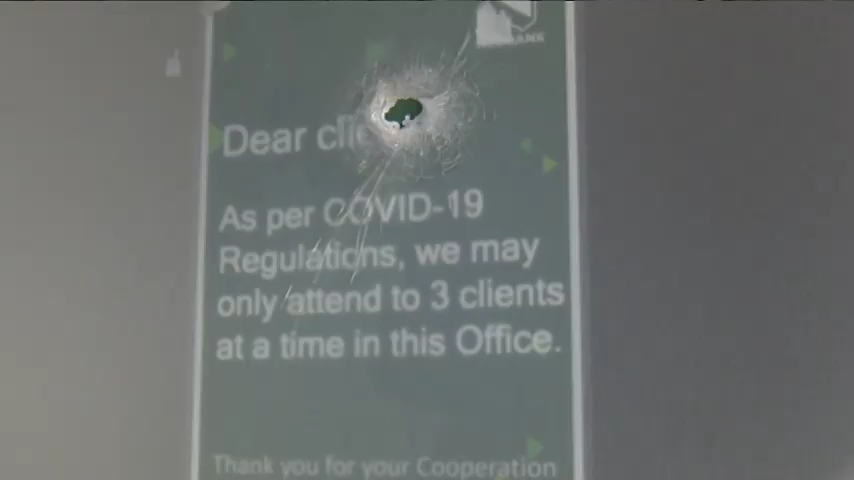 Dear
As per COVID-19
Regulations, we may
only attend to 3 clients
at a time in this Office.
Thank you for your Cooperation